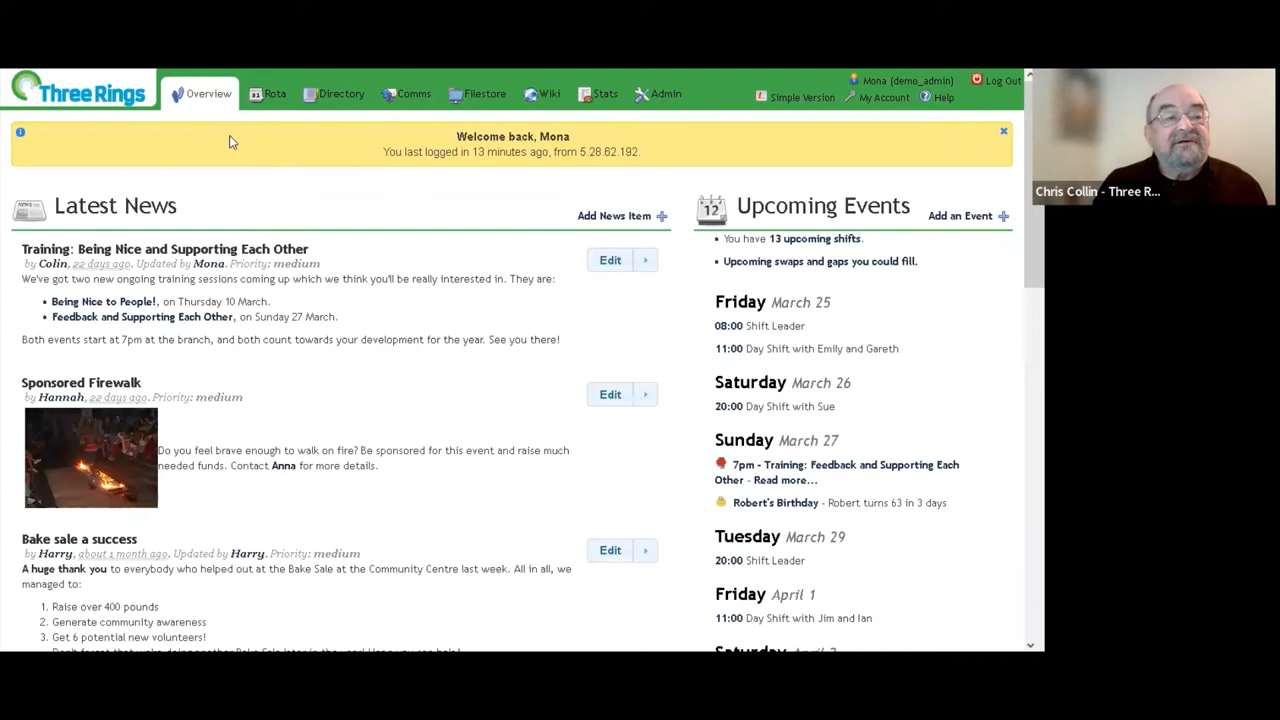 Three Rings
Overview
Rota
Directory
Comms
Filestore
Wiki
Stats
Admin
Mona (demo_admin)
Log Out
Simple Version
My Account
Help
Welcome back, Mona
You last logged in 13 minutes ago, from 5.28.62.192.
Chris Collin - Three R...
Latest News
Add News Item
Training: Being Nice and Supporting Each Other
by Colin, 22 days ago. Updated by Mona. Priority: medium
Edit
We've got two new ongoing training sessions coming up which we think you'll be really interested in. They are:
• Being Nice to People!, on Thursday 10 March.
• Feedback and Supporting Each Other, on Sunday 27 March.
Both events start at 7pm at the branch, and both count towards your development for the year. See you there!
Sponsored Firewalk
by Hannah, 22 days ago. Priority: medium
Edit
Do you feel brave enough to walk on fire? Be sponsored for this event and raise much
needed funds. Contact Anna for more details.
Bake sale a success
by Harry, about 1 month ago. Updated by Harry. Priority: medium
Edit
A huge thank you to everybody who helped out at the Bake Sale at the Community Centre last week. All in all, we
managed to:
1. Raise over 400 pounds
2. Generate community awareness
3. Get 6 potential new volunteers!
12
Upcoming Events
Add an Event
• You have 13 upcoming shifts.
• Upcoming swaps and gaps you could fill.
Friday March 25
08:00 Shift Leader
11:00 Day Shift with Emily and Gareth
Saturday March 26
20:00 Day Shift with Sue
Sunday March 27
7pm - Training: Feedback and Supporting Each
Other - Read more...
Robert's Birthday - Robert turns 63 in 3 days
Tuesday March 29
20:00 Shift Leader
Friday April 1
11:00 Day Shift with Jim and Ian
Saturday April 2